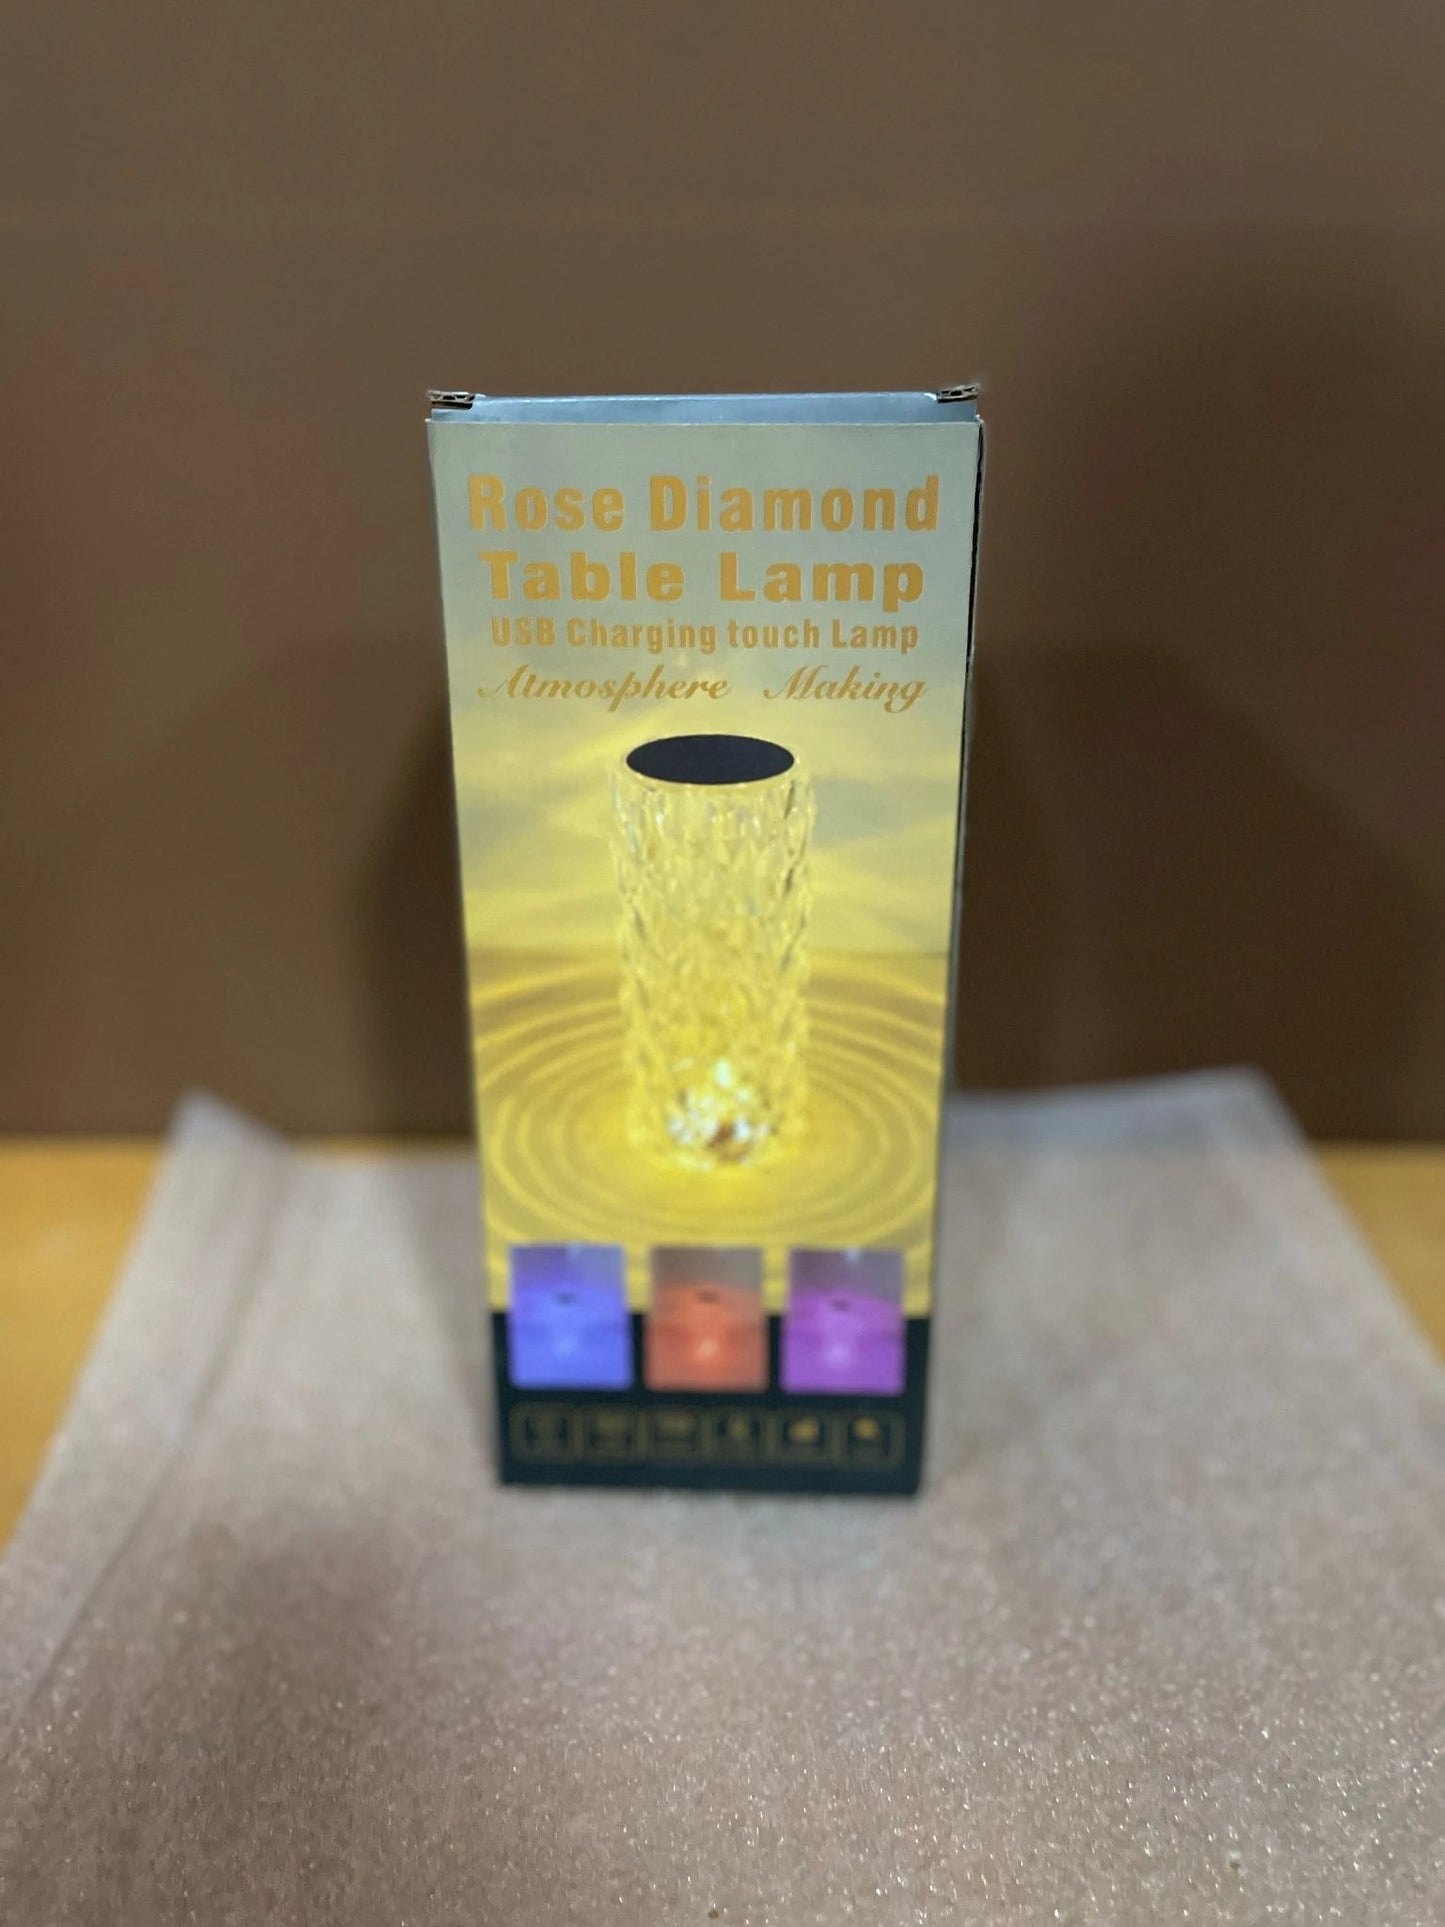 Rose Diamond
Table Lamp
USB Charging touch Lamp
Atmosphere Making